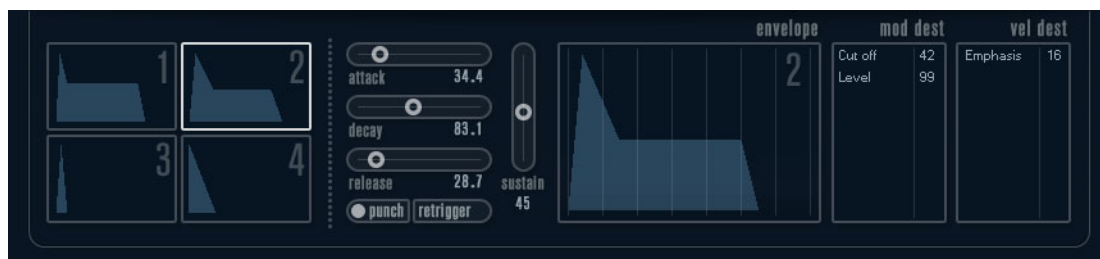 envelope
mod dest
vel dest
1
2
3
4
attack 34.4
decay 83.1
release 28.7
punch
retrigger
sustain
45
2
Cut off 42
Level 99
Emphasis 16